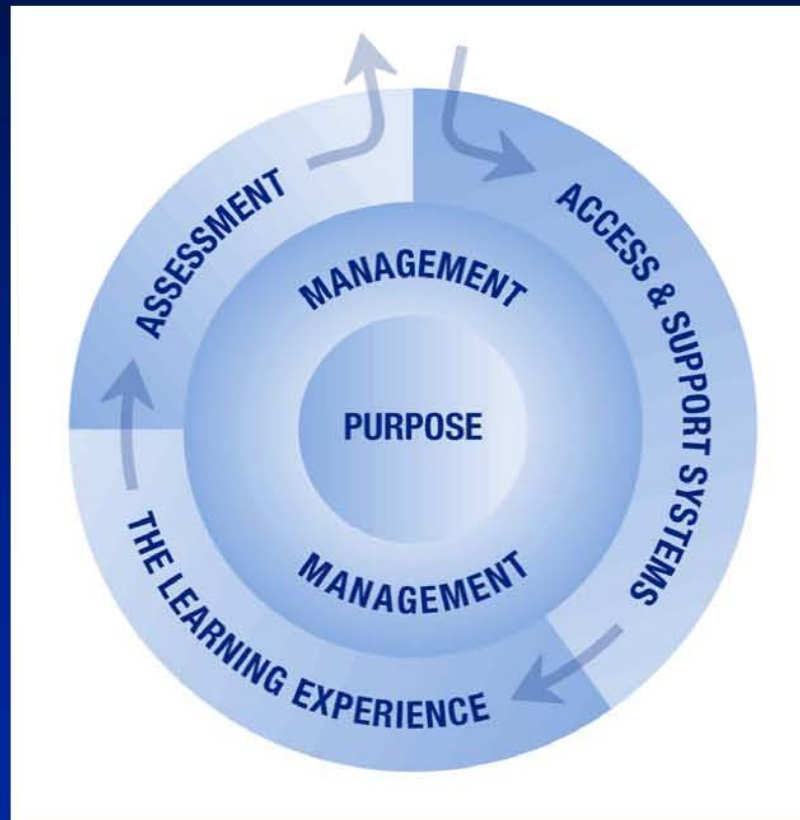 ACCESS & SUPPORT SYSTEMS
THE LEARNING EXPERIENCE
ASSESSMENT
MANAGEMENT
PURPOSE
MANAGEMENT